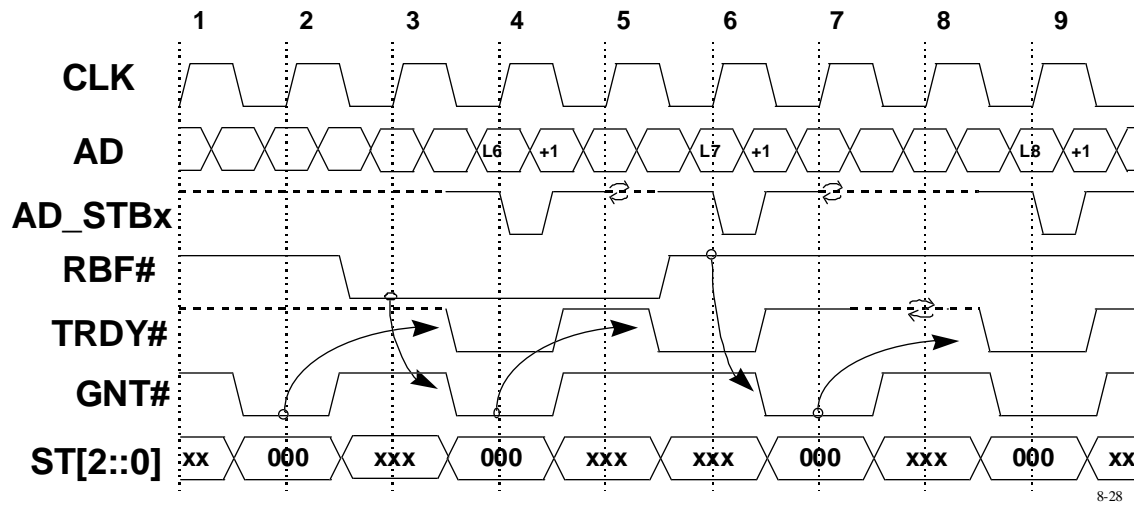 1 2 3 4 5 6 7 8 9
CLK
AD L6 +1 L7 +1 L8 +1
AD_STBx
RBF#
TRDY#
GNT#
ST[2::0] xx 000 xxx 000 xxx xxx 000 xxx 000 xx
8-28